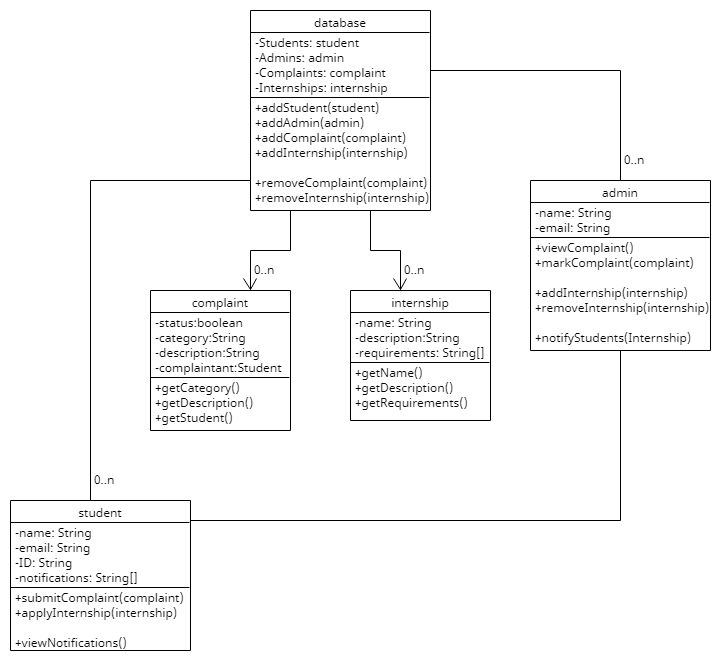 database
-Students: student
-Admins: admin
-Complaints: complaint
-Internships: internship
+addStudent(student)
+addAdmin(admin)
+addComplaint(complaint)
+addInternship(internship)
+removeComplaint(complaint)
+removeInternship(internship)
0..n
admin
-name: String
-email: String
+viewComplaint()
+markComplaint(complaint)
+addInternship(internship)
+removeInternship(internship)
+notifyStudents(Internship)
0..n
complaint
-status:boolean
-category:String
-description:String
-complaintant:Student
+getCategory()
+getDescription()
+getStudent()
0..n
internship
-name: String
-description:String
-requirements: String[]
+getName()
+getDescription()
+getRequirements()
0..n
student
-name: String
-email: String
-ID: String
-notifications: String[]
+submitComplaint(complaint)
+applyInternship(internship)
+viewNotifications()